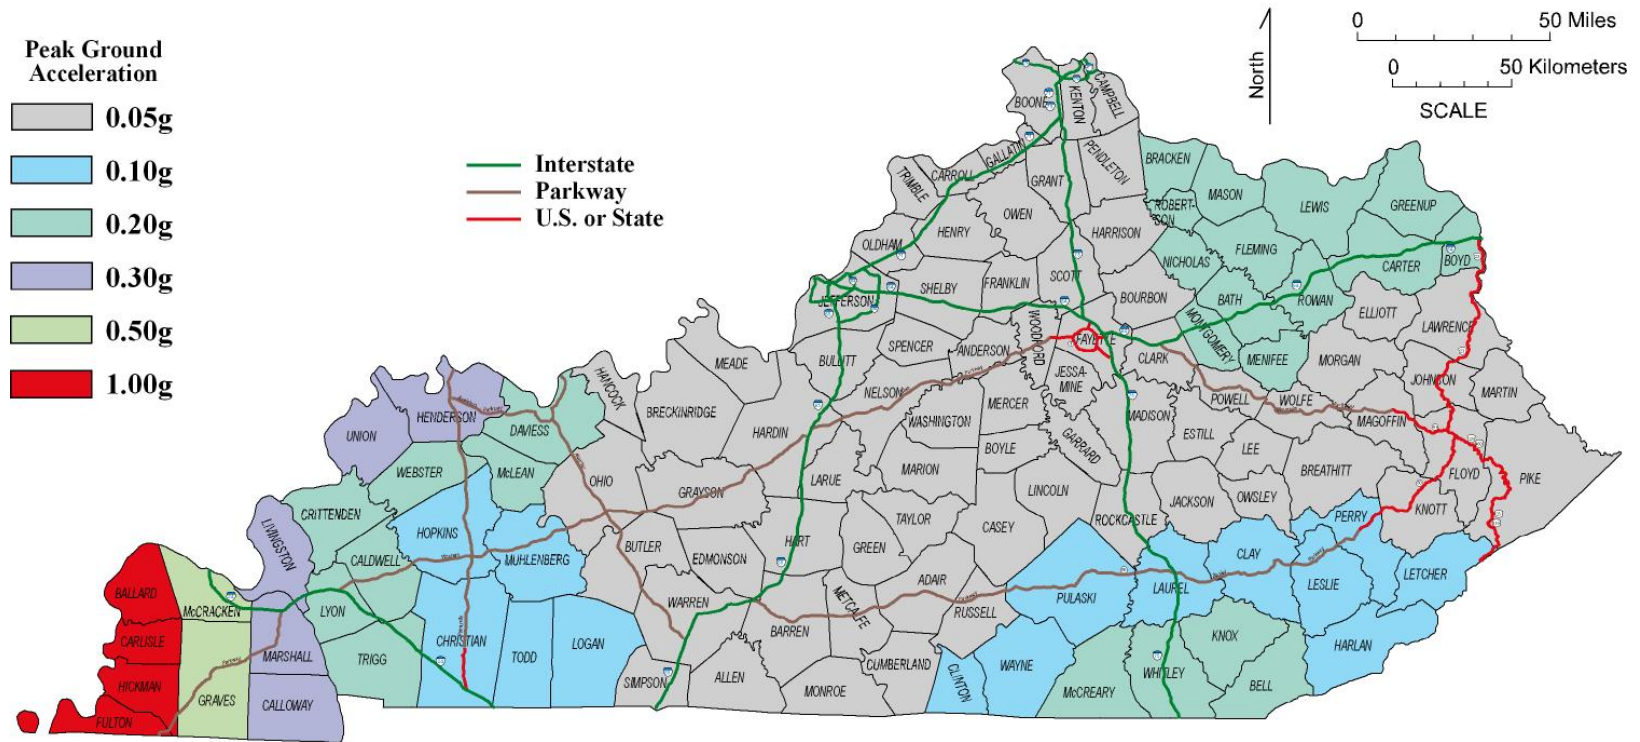 Peak Ground
Acceleration
0.05g
0.10g
0.20g
0.30g
0.50g
1.00g
Interstate
Parkway
U.S. or State
North
0 50 Miles
0 50 Kilometers
SCALE
BOONE
KENTON
CAMPBELL
GALLATIN
PENDLETON
BRACKEN
TRIMBLE
CARROLL
GRANT
MASON
OWEN
ROBERT-
SON
LEWIS
GREENUP
OLDHAM
HENRY
HARRISON
FLEMING
NICHOLAS
CARTER
BOYD
JEFFERSON
SHELBY
FRANKLIN
SCOTT
BOURBON
BATH
ROWAN
ELLIOTT
LAWRENCE
WOODFORD
FAYETTE
MONTGOMERY
MENIFEE
MEADE
BULLITT
SPENCER
ANDERSON
CLARK
MORGAN
HANCOCK
JESSA-
MINE
JOHNSON
MARTIN
NELSON
BRECKINRIDGE
MERCER
MADISON
POWELL
WOLFE
HENDERSON
WASHINGTON
MAGOFFIN
UNION
DAVIESS
HARDIN
BOYLE
GARRARD
ESTILL
LEE
WEBSTER
McLEAN
OHIO
GRAYSON
LARUE
MARION
BREATHITT
FLOYD
PIKE
LINCOLN
JACKSON
OWSLEY
CRITTENDEN
LIVINGSTON
HOPKINS
TAYLOR
CASEY
ROCKCASTLE
PERRY
KNOTT
CALDWELL
MUHLENBERG
BUTLER
EDMONSON
HART
GREEN
CLAY
BALLARD
McCRACKEN
LYON
WARREN
METCALFE
ADAIR
RUSSELL
PULASKI
LAUREL
LESLIE
LETCHER
CARLISLE
MARSHALL
TRIGG
CHRISTIAN
TODD
LOGAN
BARREN
KNOX
HARLAN
HICKMAN
GRAVES
CALLOWAY
SIMPSON
ALLEN
MONROE
CUMBERLAND
CLINTON
WAYNE
McCREARY
WHITLEY
BELL
FULTON